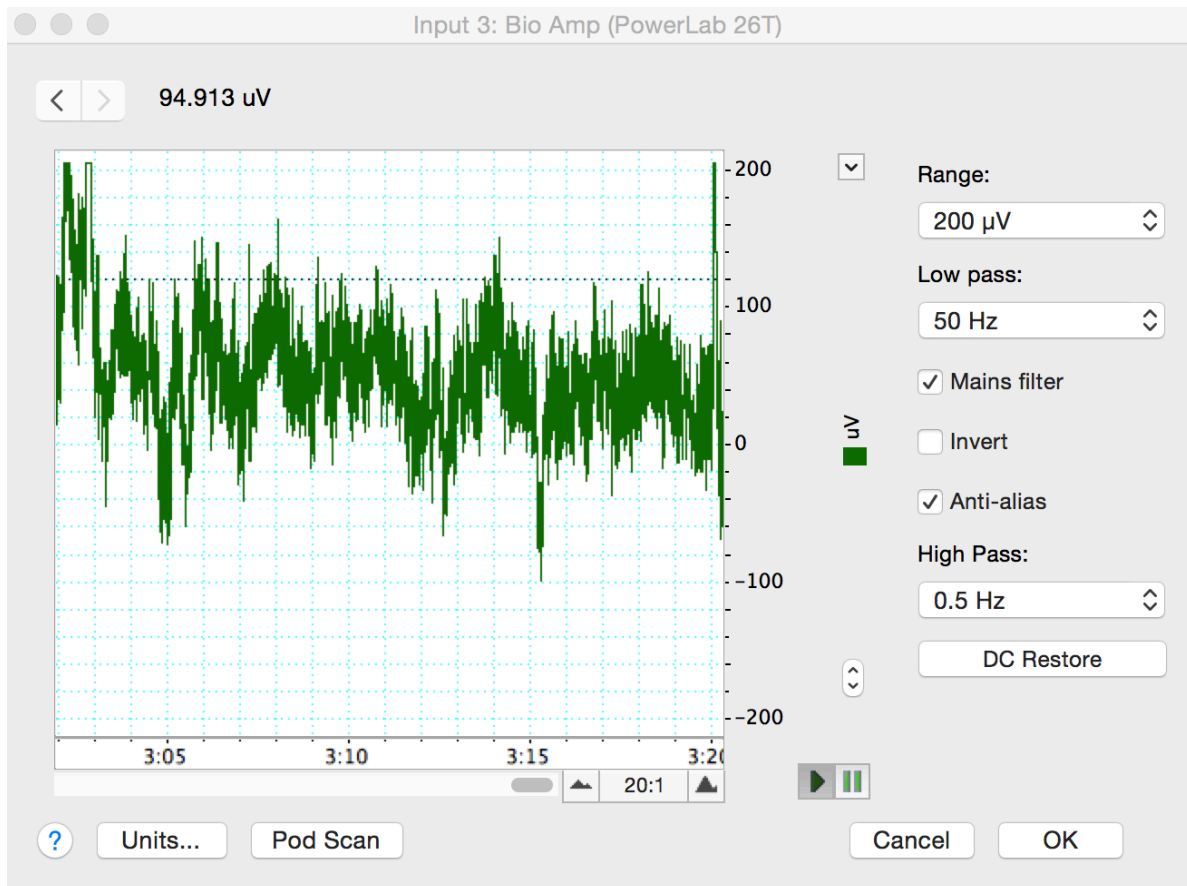 Input 3: Bio Amp (PowerLab 26T)
94.913 uV
200
100
0
-100
-200
uV
3:05 3:10 3:15 3:20
20:1
Range:
200 µV
Low pass:
50 Hz
Mains filter
Invert
Anti-alias
High Pass:
0.5 Hz
DC Restore
? Units... Pod Scan Cancel OK